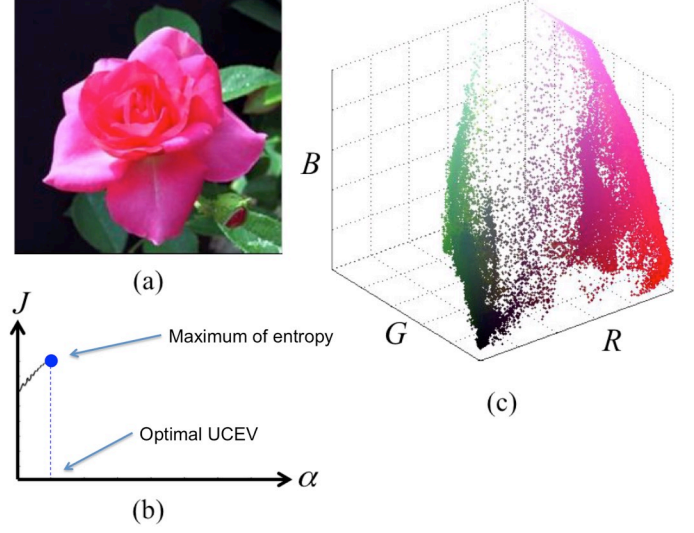 (a)
B
G
R
(c)
J
Maximum of entropy
Optimal UCEV
α
(b)